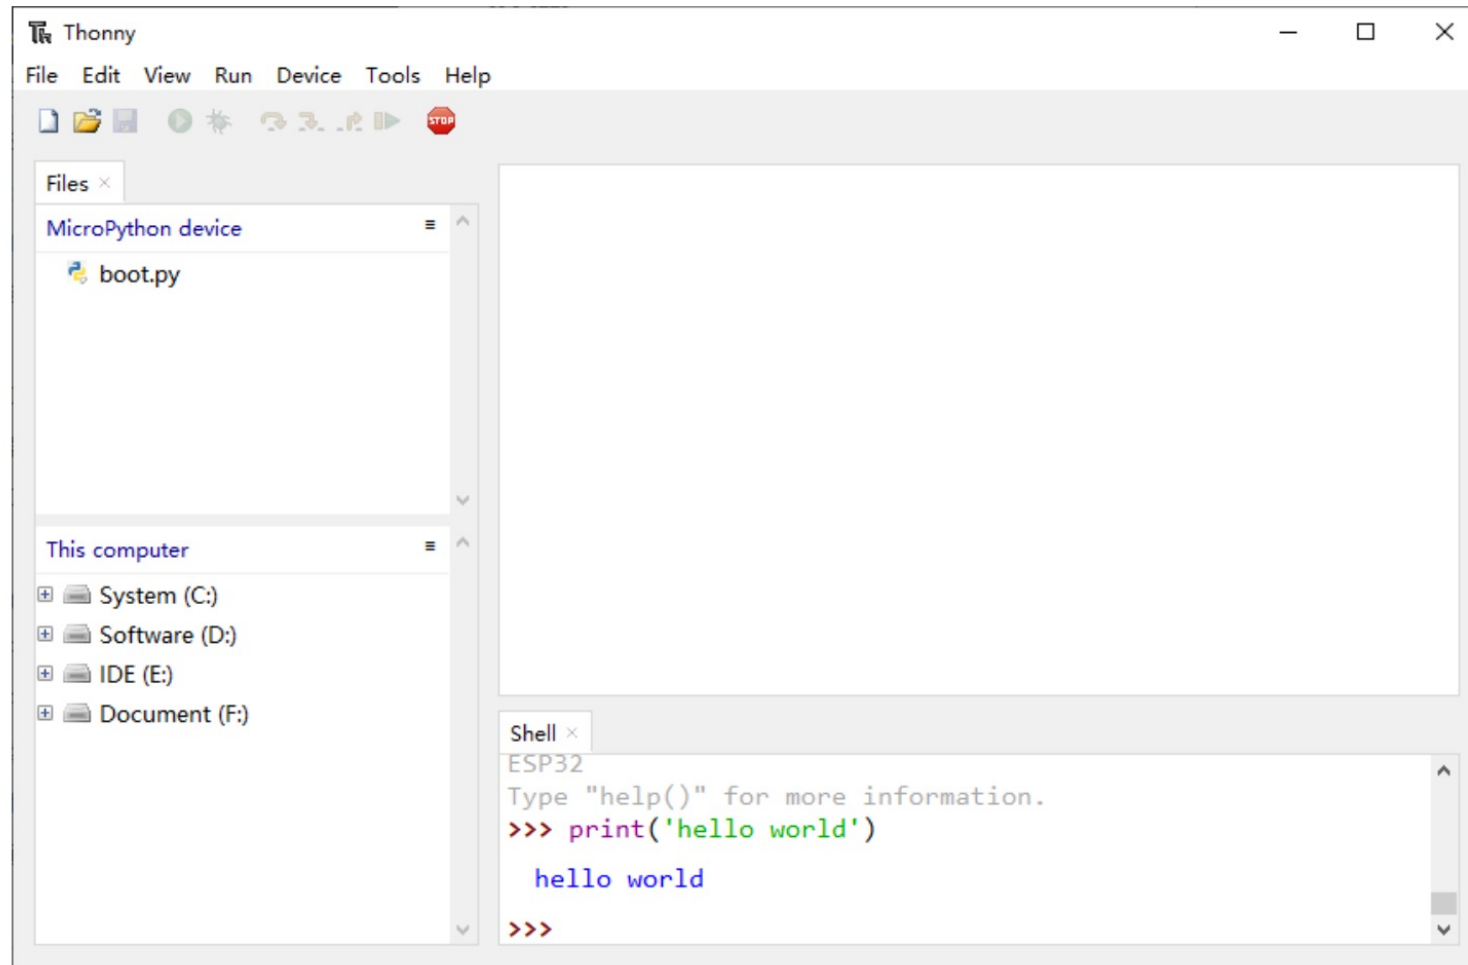 Thonny
File Edit View Run Device Tools Help
STOP
Files
MicroPython device
boot.py
This computer
System (C:)
Software (D:)
IDE (E:)
Document (F:)
Shell
ESP32
Type "help()" for more information.
>>> print('hello world')
hello world
>>>